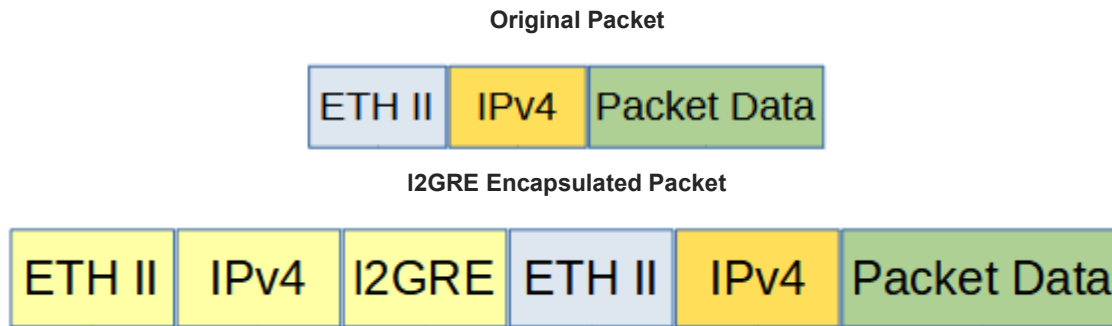 Original Packet
ETH II IPv4 Packet Data
l2GRE Encapsulated Packet
ETH II IPv4 l2GRE ETH II IPv4 Packet Data